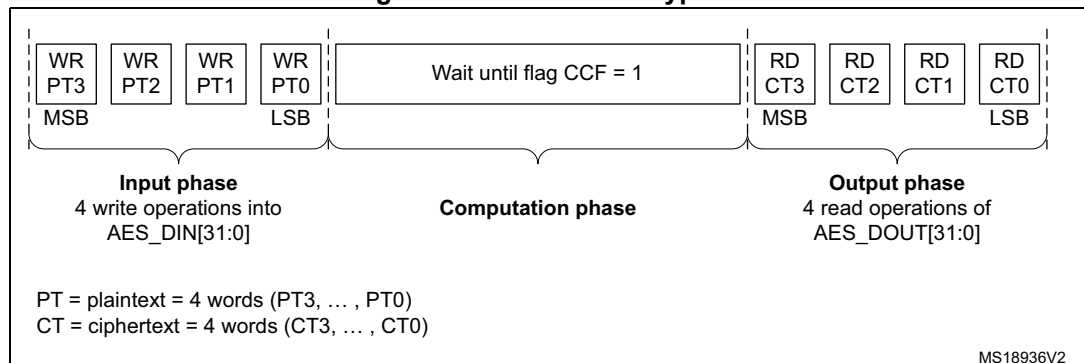 WR PT3 WR PT2 WR PT1 WR PT0 Wait until flag CCF = 1 RD CT3 RD CT2 RD CT1 RD CT0
MSB LSB MSB LSB
Input phase
4 write operations into
AES_DIN[31:0]
Computation phase
Output phase
4 read operations of
AES_DOUT[31:0]
PT = plaintext = 4 words (PT3, … , PT0)
CT = ciphertext = 4 words (CT3, … , CT0)
MS18936V2